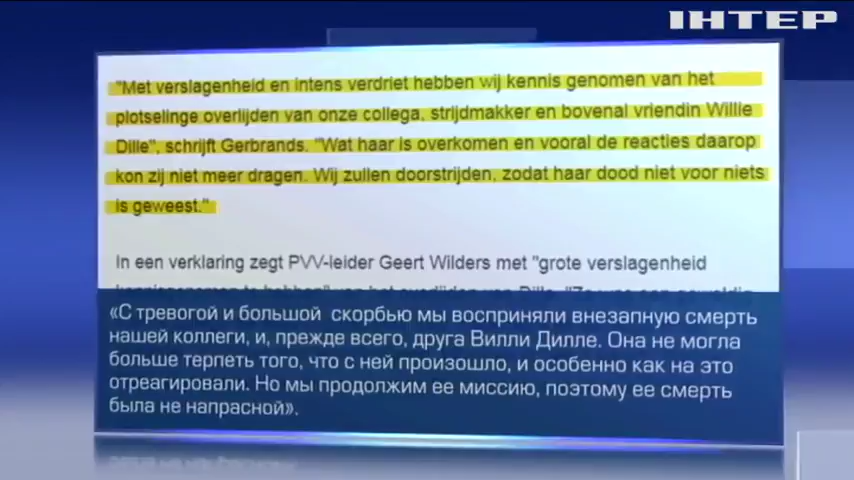 ІНТЕР
"Met verslagenheid en intens verdriet hebben wij kennis genomen van het
plotselinge overlijden van onze collega, strijdmakker en bovenal vriendin Willie
Dille", schrijft Gerbrands. "Wat haar is overkomen en vooral de reacties daarop
kon zij niet meer dragen. Wij zullen doorstrijden, zodat haar dood niet voor niets
is geweest."
In een verklaring zegt PVV-leider Geert Wilders met "grote verslagenheid
«С тревогой и большой скорбью мы восприняли внезапную смерть
нашей коллеги, и, прежде всего, друга Вилли Дилле. Она не могла
больше терпеть того, что с ней произошло, и особенно как на это
отреагировали. Но мы продолжим ее миссию, поэтому ее смерть
была не напрасной».